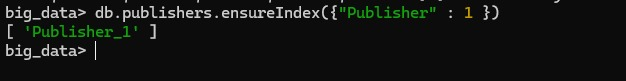 big_data> db.publishers.ensureIndex({"Publisher" : 1 })
[ 'Publisher_1' ]
big_data>